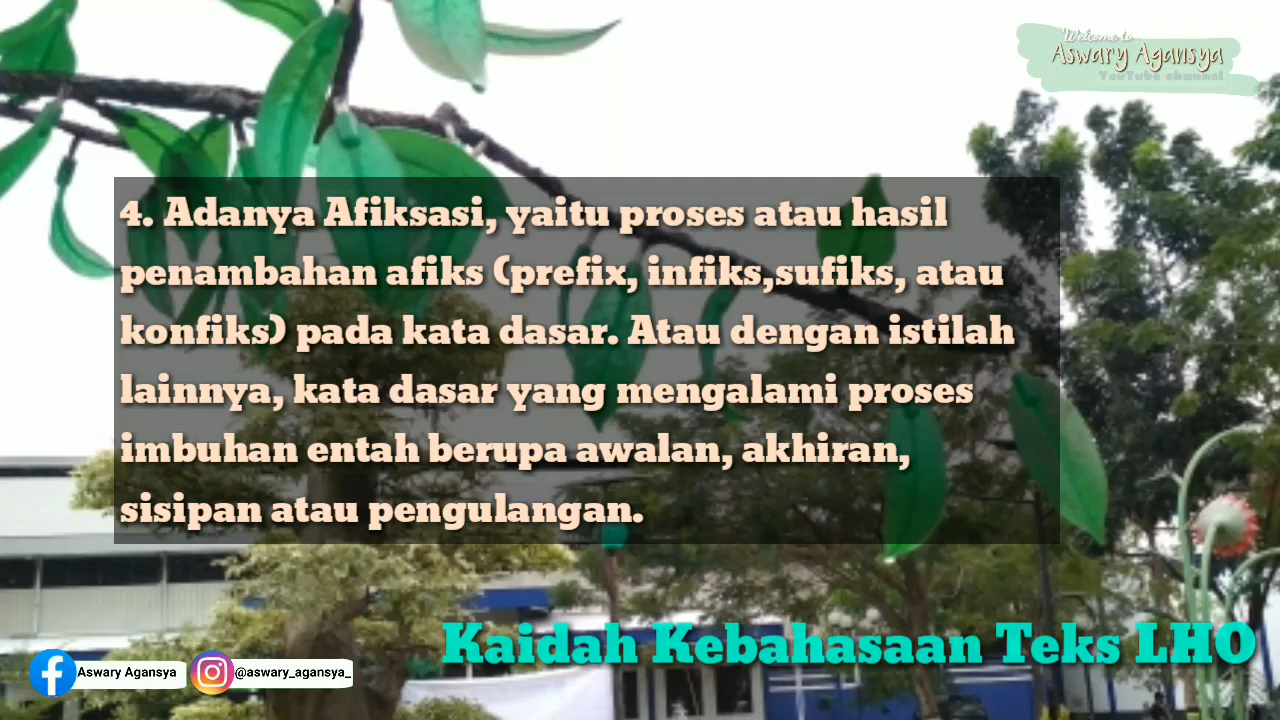 Welcome to
Aswary Agansya
YouTube channel
4. Adanya Afiksasi, yaitu proses atau hasil
penambahan afiks (prefix, infiks,sufiks, atau
konfiks) pada kata dasar. Atau dengan istilah
lainnya, kata dasar yang mengalami proses
imbuhan entah berupa awalan, akhiran,
sisipan atau pengulangan.
Kaidah Kebahasaan Teks LHO
Aswary Agansya
@aswary_agansya_